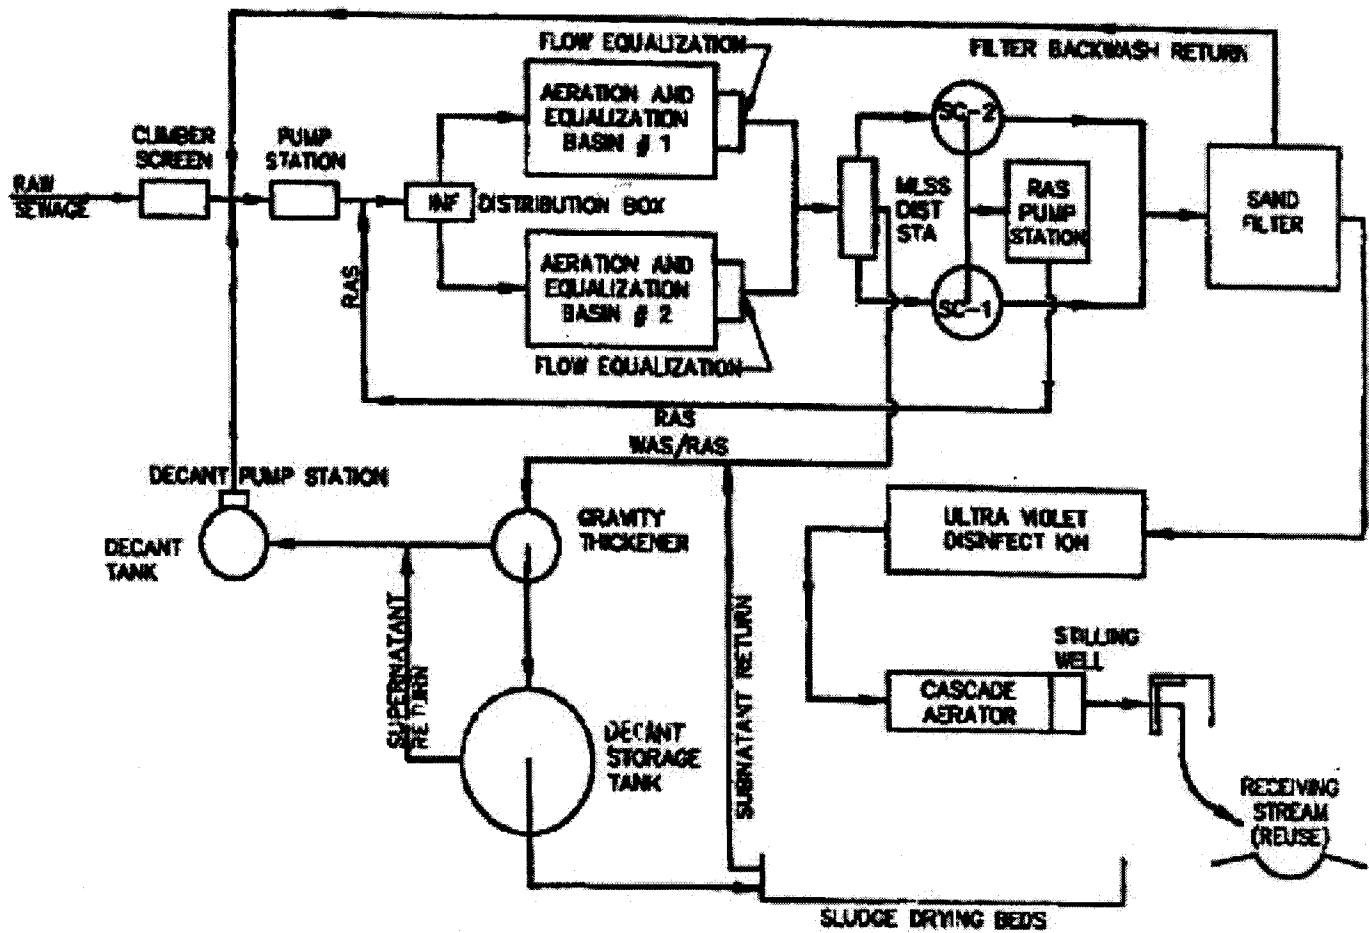 FILTER BACKWASH RETURN
FLOW EQUALIZATION
AERATION AND
EQUALIZATION
BASIN # 1
SC-2
CLIMBER
SCREEN
PUMP
STATION
RAW
SEWAGE
INF
DISTRIBUTION BOX
MLSS
DIST
STA
RAS
PUMP
STATION
SAND
FILTER
RAS
AERATION AND
EQUALIZATION
BASIN # 2
SC-1
FLOW EQUALIZATION
RAS
WAS/RAS
DECANT PUMP STATION
DECANT
TANK
GRAVITY
THICKENER
ULTRA VIOLET
DISINFECTION
SUPERNATANT
RETURN
SUBNATANT RETURN
STILLING
WELL
CASCADE
AERATOR
DECANT
STORAGE
TANK
RECEIVING
STREAM
(REUSE)
SLUDGE DRYING BEDS